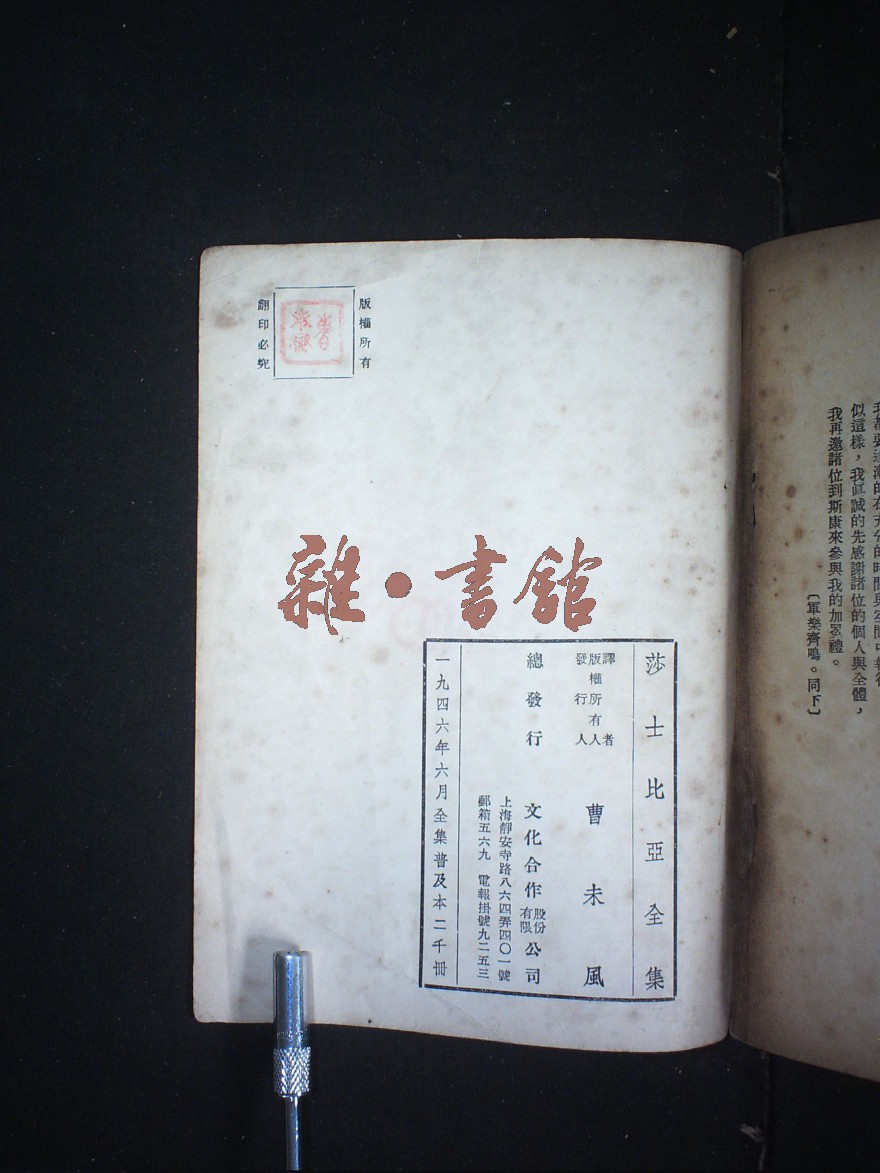 似這樣，我眞誠的先感謝諸位的個人與全體，
我再邀請諸位到斯康來參與我的加冕禮。
〔軍樂齊鳴。同下〕
版權所有
翻印必究
雜•書館
莎士比亞全集
譯者
版權所有人
發行人
曹未風
總發行 文化合作股份有限公司
上海靜安寺路八六四弄四〇一號
郵箱五六九 電報掛號九二五三
一九四六年六月全集普及本二千冊